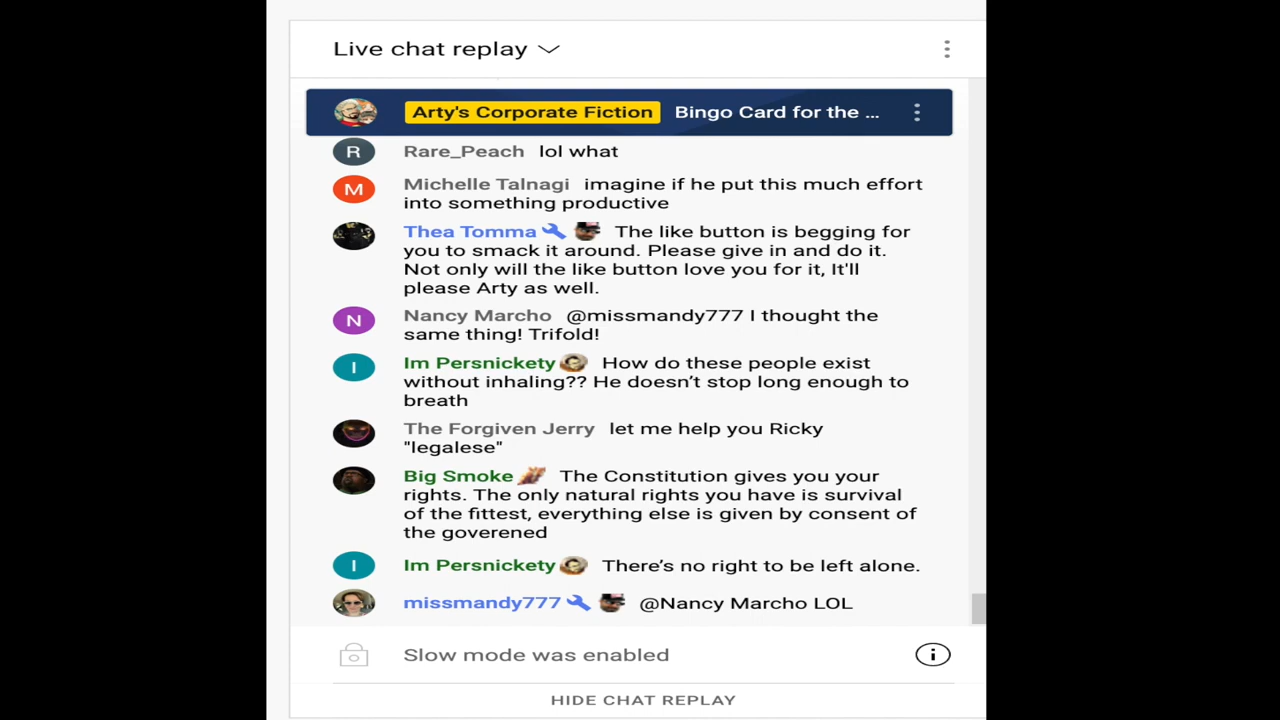 Live chat replay
Arty's Corporate Fiction Bingo Card for the ...
R Rare_Peach lol what
M Michelle Talnagi imagine if he put this much effort
into something productive
Thea Tomma The like button is begging for
you to smack it around. Please give in and do it.
Not only will the like button love you for it, It'll
please Arty as well.
N Nancy Marcho @missmandy777 I thought the
same thing! Trifold!
I Im Persnickety How do these people exist
without inhaling?? He doesn’t stop long enough to
breath
The Forgiven Jerry let me help you Ricky
"legalese"
Big Smoke The Constitution gives you your
rights. The only natural rights you have is survival
of the fittest, everything else is given by consent of
the goverened
I Im Persnickety There’s no right to be left alone.
missmandy777 @Nancy Marcho LOL
Slow mode was enabled
HIDE CHAT REPLAY